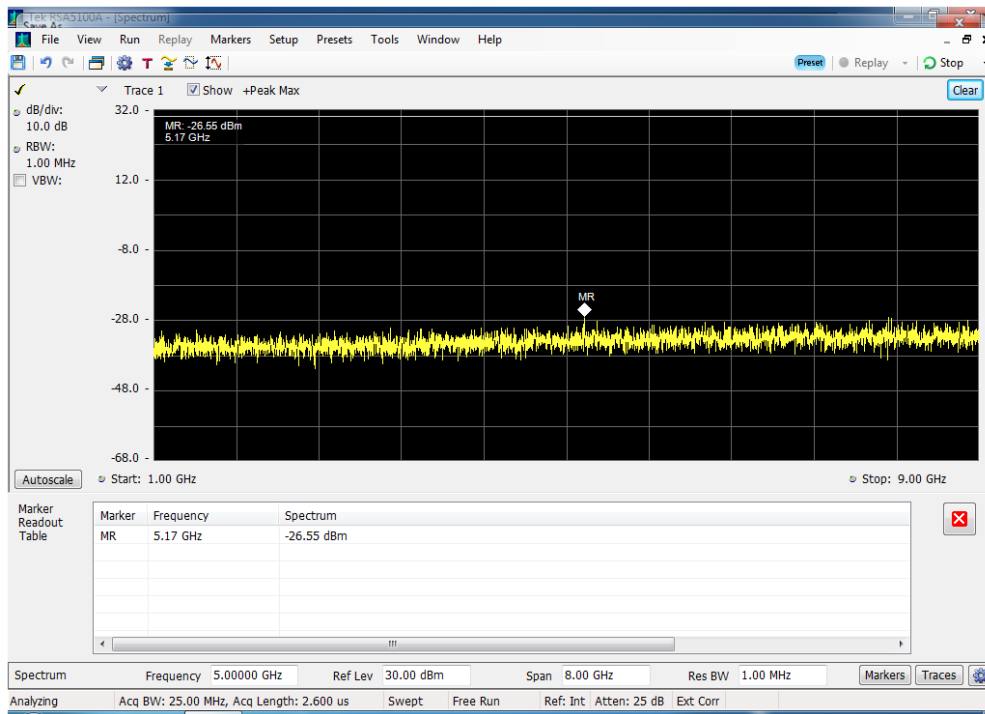 Tek RSA5100A - [Spectrum]
Save As
File View Run Replay Markers Setup Presets Tools Window Help
T Preset Replay Stop
Trace 1 Show +Peak Max Clear
dB/div:
10.0 dB
RBW:
1.00 MHz
VBW:
32.0 -
12.0 -
-8.0 -
-28.0 -
-48.0 -
-68.0 -
MR: -26.55 dBm
5.17 GHz
MR
Autoscale Start: 1.00 GHz Stop: 9.00 GHz
Marker
Readout
Table
Marker Frequency Spectrum
MR 5.17 GHz -26.55 dBm
Spectrum Frequency 5.00000 GHz Ref Lev 30.00 dBm Span 8.00 GHz Res BW 1.00 MHz Markers Traces
Analyzing Acq BW: 25.00 MHz, Acq Length: 2.600 us Swept Free Run Ref: Int Atten: 25 dB Ext Corr